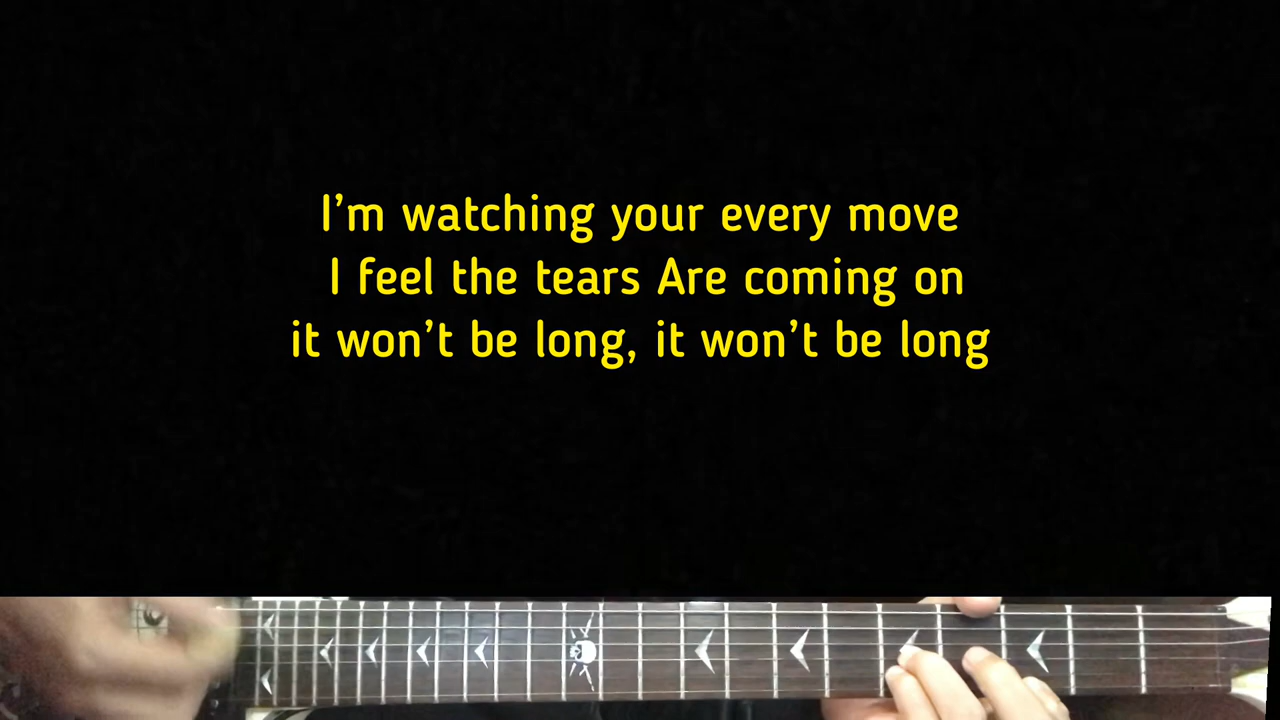 I’m watching your every move
I feel the tears Are coming on
it won’t be long, it won’t be long